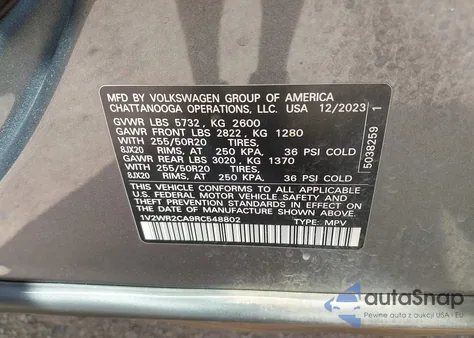 MFD BY VOLKSWAGEN GROUP OF AMERICA
CHATTANOOGA OPERATIONS, LLC. USA 12/2023
GVWR LBS 5732, KG 2600
GAWR FRONT LBS 2822, KG 1280
WITH 255/50R20 TIRES,
8JX20 RIMS, AT 250 KPA, 36 PSI COLD
GAWR REAR LBS 3020, KG 1370
WITH 255/50R20 TIRES,
8JX20 RIMS, AT 250 KPA, 36 PSI COLD
THIS VEHICLE CONFORMS TO ALL APPLICABLE
U.S. FEDERAL MOTOR VEHICLE SAFETY AND
THEFT PREVENTION STANDARDS IN EFFECT ON
THE DATE OF MANUFACTURE SHOWN ABOVE.
1V2WR2CA9RC548802 TYPE: MPV
5038259 1
autoSnap
Pewne auta z dokumentacją USA - EU